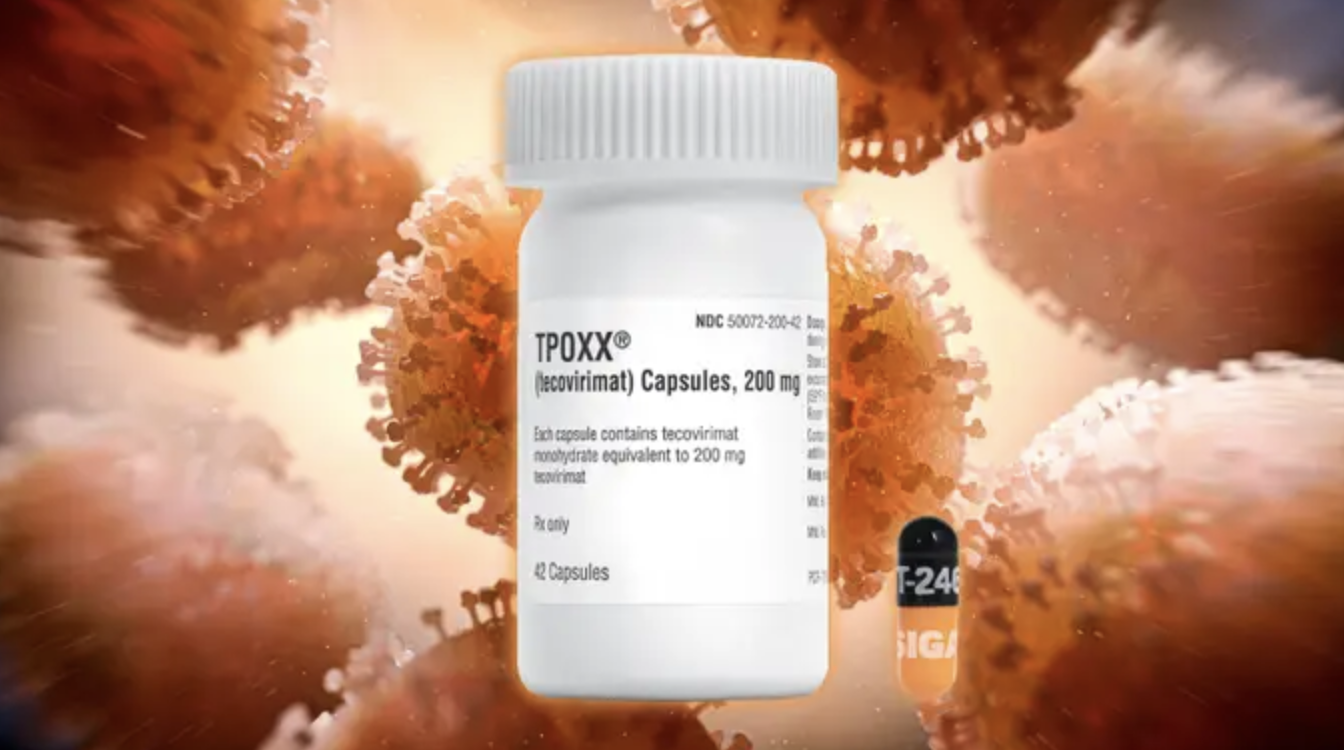 NDC 50072-200-42
TPOXX®
(tecovirimat) Capsules, 200 mg
Each capsule contains tecovirimat
monohydrate equivalent to 200 mg
tecovirimat
Rx only
42 Capsules
T-246
SIGA